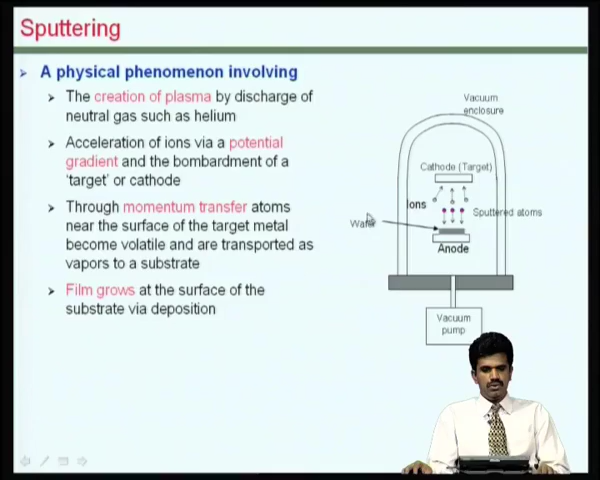 Sputtering
A physical phenomenon involving
The creation of plasma by discharge of
neutral gas such as helium
Acceleration of ions via a potential
gradient and the bombardment of a
'target' or cathode
Through momentum transfer atoms
near the surface of the target metal
become volatile and are transported as
vapors to a substrate
Film grows at the surface of the
substrate via deposition
Vacuum
enclosure
Cathode (Target)
Ions
Sputtered atoms
Wafer
Anode
Vacuum
pump